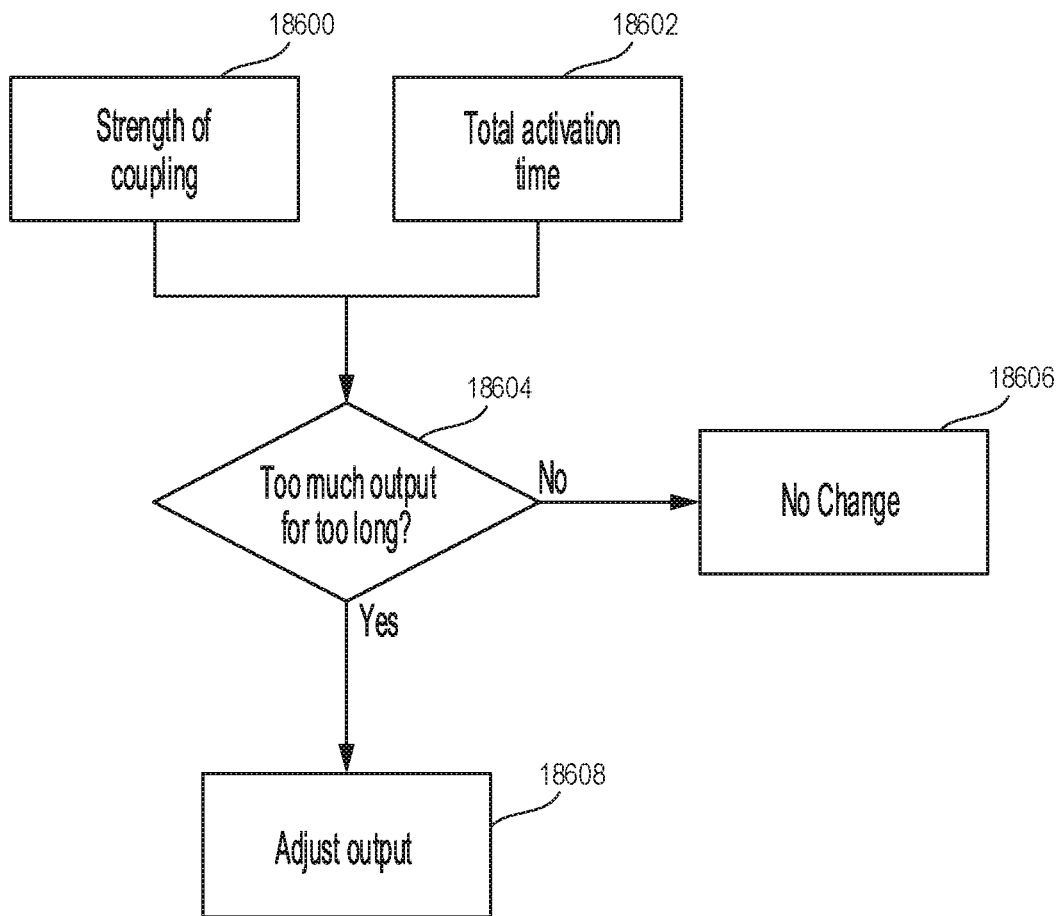 18600
18602
Strength of
coupling
Total activation
time
18604
18606
Too much output
for too long?
No
No Change
Yes
18608
Adjust output